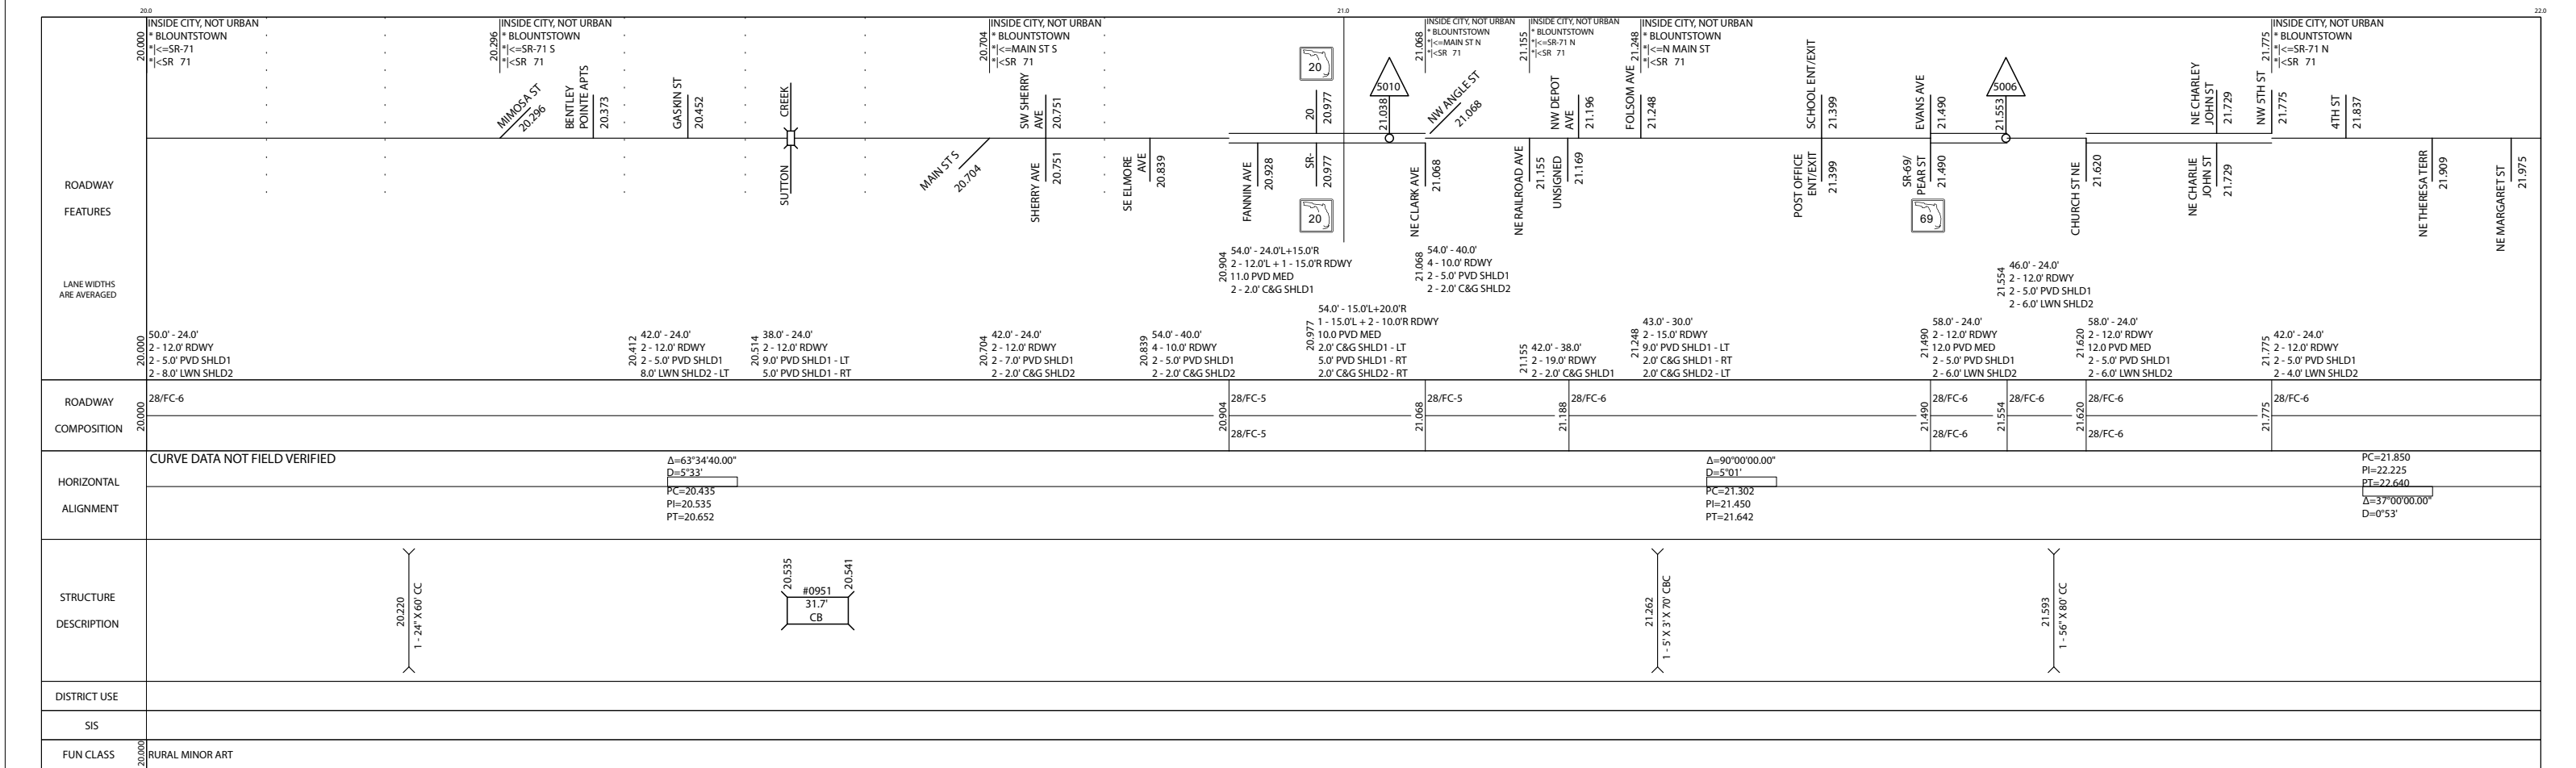 20.0
21.0
22.0
20.000
INSIDE CITY, NOT URBAN
* BLOUNTSTOWN
*|<=SR-71
*|<SR 71
20.296
INSIDE CITY, NOT URBAN
* BLOUNTSTOWN
*|<=SR-71 S
*|<SR 71
20.704
INSIDE CITY, NOT URBAN
* BLOUNTSTOWN
*|<=MAIN ST S
*|<SR 71
21.068
INSIDE CITY, NOT URBAN
* BLOUNTSTOWN
*|<=MAIN ST N
*|<SR 71
21.155
INSIDE CITY, NOT URBAN
* BLOUNTSTOWN
*|<=SR-71 N
*|<SR 71
21.248
INSIDE CITY, NOT URBAN
* BLOUNTSTOWN
*|<=N MAIN ST
*|<SR 71
21.775
INSIDE CITY, NOT URBAN
* BLOUNTSTOWN
*|<=SR-71 N
*|<SR 71
MIMOSA ST
20.296
BENTLEY
POINTE APTS
20.373
GASKIN ST
20.452
CREEK
SW SHERRY
AVE
20.751
20
20
20.977
5010
21.038
NW ANGLE ST
21.068
NW DEPOT
AVE
21.196
FOLSOM AVE
21.248
SCHOOL ENT/EXIT
21.399
EVANS AVE
21.490
5006
21.553
NE CHARLEY
JOHN ST
21.729
NW 5TH ST
21.775
4TH ST
21.837
ROADWAY
FEATURES
SUTTON
MAIN ST S
20.704
SHERRY AVE
20.751
SE ELMORE
AVE
20.839
FANNIN AVE
20.928
SR-
20.977
20
NE CLARK AVE
21.068
NE RAILROAD AVE
21.155
UNSIGNED
21.169
POST OFFICE
ENT/EXIT
21.399
SR-69/
PEAR ST
21.490
69
CHURCH ST NE
21.620
NE CHARLIE
JOHN ST
21.729
NE THERESA TERR
21.909
NE MARGARET ST
21.975
LANE WIDTHS
ARE AVERAGED
20.904
54.0' - 24.0'L+15.0'R
2 - 12.0'L + 1 - 15.0'R RDWY
11.0 PVD MED
2 - 2.0' C&G SHLD1
21.068
54.0' - 40.0'
4 - 10.0' RDWY
2 - 5.0' PVD SHLD1
2 - 2.0' C&G SHLD2
21.554
46.0' - 24.0'
2 - 12.0' RDWY
2 - 5.0' PVD SHLD1
2 - 6.0' LWN SHLD2
20.000
50.0' - 24.0'
2 - 12.0' RDWY
2 - 5.0' PVD SHLD1
2 - 8.0' LWN SHLD2
20.412
42.0' - 24.0'
2 - 12.0' RDWY
2 - 5.0' PVD SHLD1
8.0' LWN SHLD2 - LT
20.514
38.0' - 24.0'
2 - 12.0' RDWY
9.0' PVD SHLD1 - LT
5.0' PVD SHLD1 - RT
20.704
42.0' - 24.0'
2 - 12.0' RDWY
2 - 7.0' PVD SHLD1
2 - 2.0' C&G SHLD2
20.839
54.0' - 40.0'
4 - 10.0' RDWY
2 - 5.0' PVD SHLD1
2 - 2.0' C&G SHLD2
20.977
54.0' - 15.0'L+20.0'R
1 - 15.0'L + 2 - 10.0'R RDWY
10.0 PVD MED
2.0' C&G SHLD1 - LT
5.0' PVD SHLD1 - RT
2.0' C&G SHLD2 - RT
21.155
42.0' - 38.0'
2 - 19.0' RDWY
2 - 2.0' C&G SHLD1
21.248
43.0' - 30.0'
2 - 15.0' RDWY
9.0' PVD SHLD1 - LT
2.0' C&G SHLD1 - RT
2.0' C&G SHLD2 - LT
21.490
58.0' - 24.0'
2 - 12.0' RDWY
12.0 PVD MED
2 - 5.0' PVD SHLD1
2 - 6.0' LWN SHLD2
21.620
58.0' - 24.0'
2 - 12.0' RDWY
12.0 PVD MED
2 - 5.0' PVD SHLD1
2 - 6.0' LWN SHLD2
21.775
42.0' - 24.0'
2 - 12.0' RDWY
2 - 5.0' PVD SHLD1
2 - 4.0' LWN SHLD2
ROADWAY
COMPOSITION
20.000
28/FC-6
20.904
28/FC-5
28/FC-5
21.068
28/FC-5
21.188
28/FC-6
21.490
28/FC-6
28/FC-6
21.554
28/FC-6
21.620
28/FC-6
28/FC-6
21.775
28/FC-6
HORIZONTAL
ALIGNMENT
CURVE DATA NOT FIELD VERIFIED
Δ=63°34'40.00"
D=5°33'
PC=20.435
PI=20.535
PT=20.652
Δ=90°00'00.00"
D=5°01'
PC=21.302
PI=21.450
PT=21.642
PC=21.850
PI=22.225
PT=22.640
Δ=37°00'00.00"
D=0°53'
STRUCTURE
DESCRIPTION
20.220
1 - 24" X 60' CC
20.535
20.541
#0951
31.7'
CB
21.262
1 - 5' X 3' X 70' CBC
21.593
1 - 56" X 80' CC
DISTRICT USE
SIS
FUN CLASS
20.000
RURAL MINOR ART